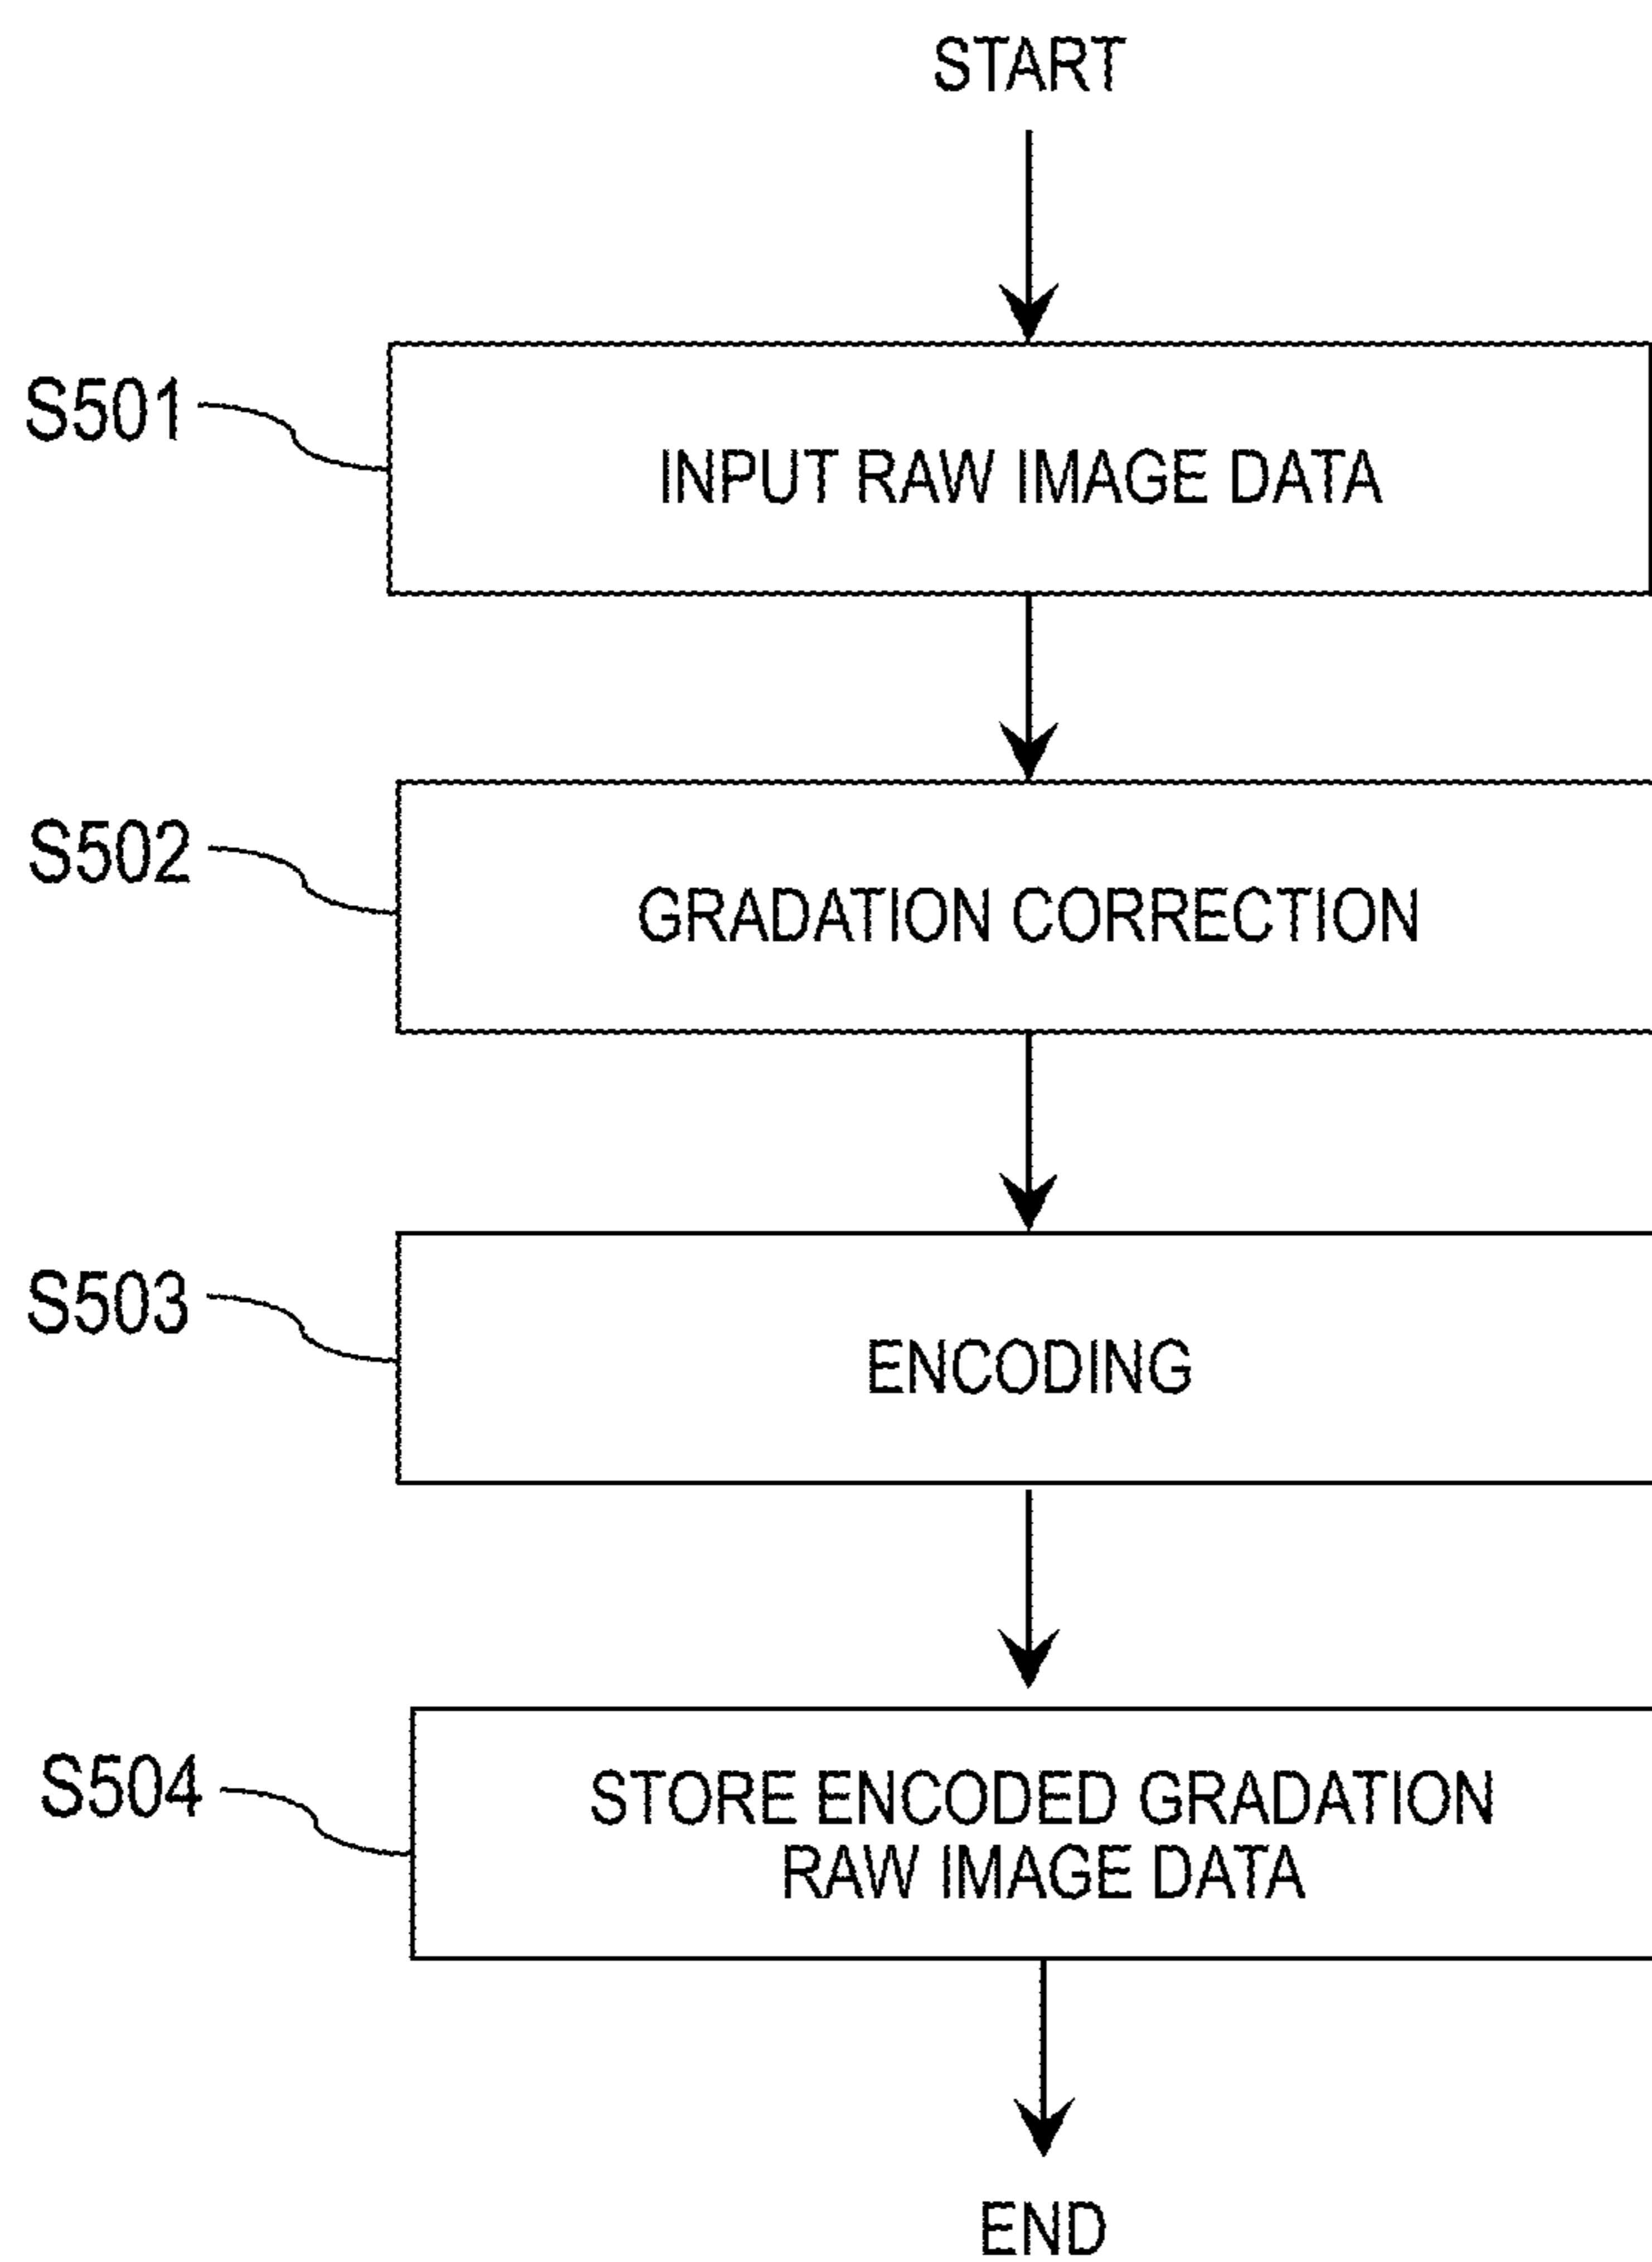 START
S501
INPUT RAW IMAGE DATA
S502
GRADATION CORRECTION
S503
ENCODING
S504
STORE ENCODED GRADATION
RAW IMAGE DATA
END